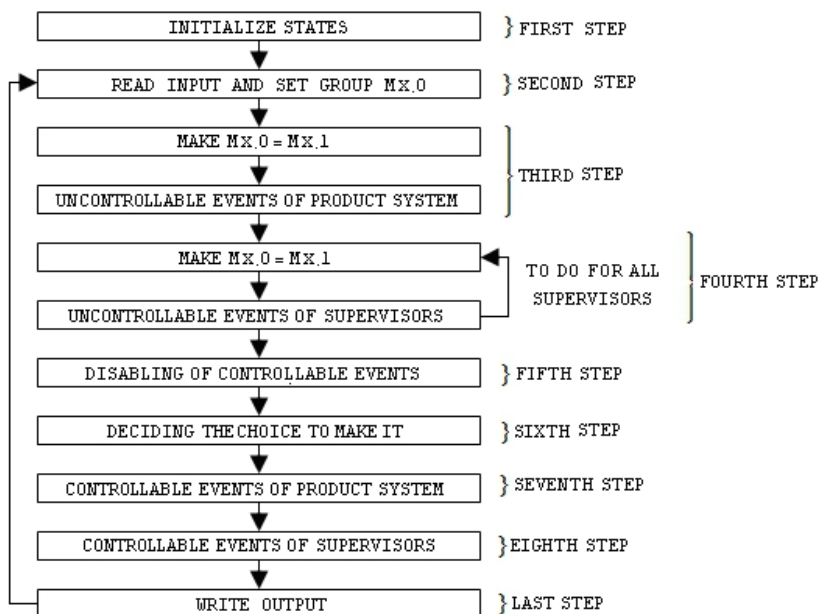 INITIALIZE STATES
FIRST STEP
READ INPUT AND SET GROUP Mx.0
SECOND STEP
MAKE Mx.0 = Mx.1
THIRD STEP
UNCONTROLLABLE EVENTS OF PRODUCT SYSTEM
MAKE Mx.0 = Mx.1
TO DO FOR ALL
SUPERVISORS
FOURTH STEP
UNCONTROLLABLE EVENTS OF SUPERVISORS
DISABLING OF CONTROLLABLE EVENTS
FIFTH STEP
DECIDING THE CHOICE TO MAKE IT
SIXTH STEP
CONTROLLABLE EVENTS OF PRODUCT SYSTEM
SEVENTH STEP
CONTROLLABLE EVENTS OF SUPERVISORS
EIGHTH STEP
WRITE OUTPUT
LAST STEP